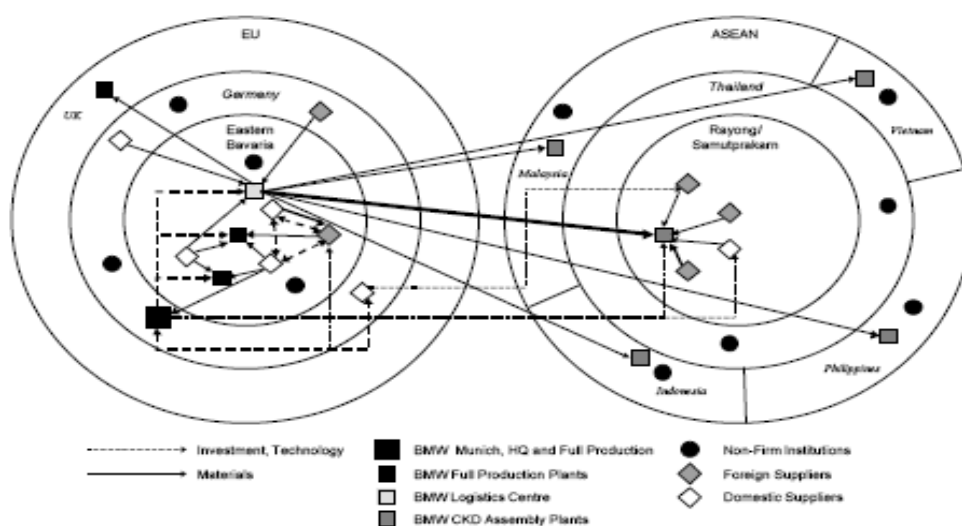 EU
ASEAN
Germany
Thailand
UK
Eastern
Bavaria
Rayong/
Samutprakarn
Vietnam
Malaysia
Indonesia
Philippines
Investment, Technology
Materials
BMW Munich, HQ and Full Production
BMW Full Production Plants
BMW Logistics Centre
BMW CKD Assembly Plants
Non-Firm Institutions
Foreign Suppliers
Domestic Suppliers